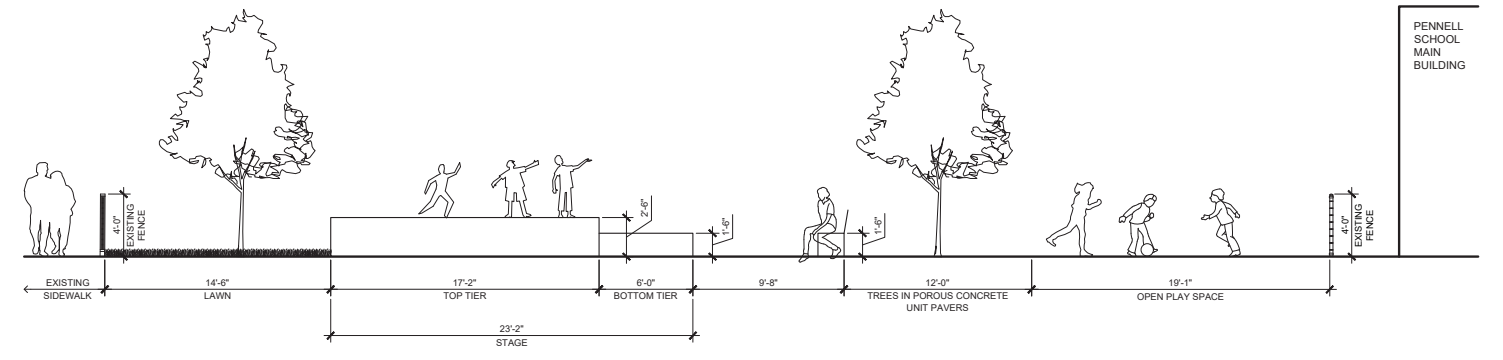 PENNELL
SCHOOL
MAIN
BUILDING
4'-0"
EXISTING
FENCE
2'-6"
1'-6"
1'-6"
4'-0"
EXISTING
FENCE
EXISTING
SIDEWALK
14'-6"
LAWN
17'-2"
TOP TIER
6'-0"
BOTTOM TIER
9'-8"
12'-0"
TREES IN POROUS CONCRETE
UNIT PAVERS
19'-1"
OPEN PLAY SPACE
23'-2"
STAGE